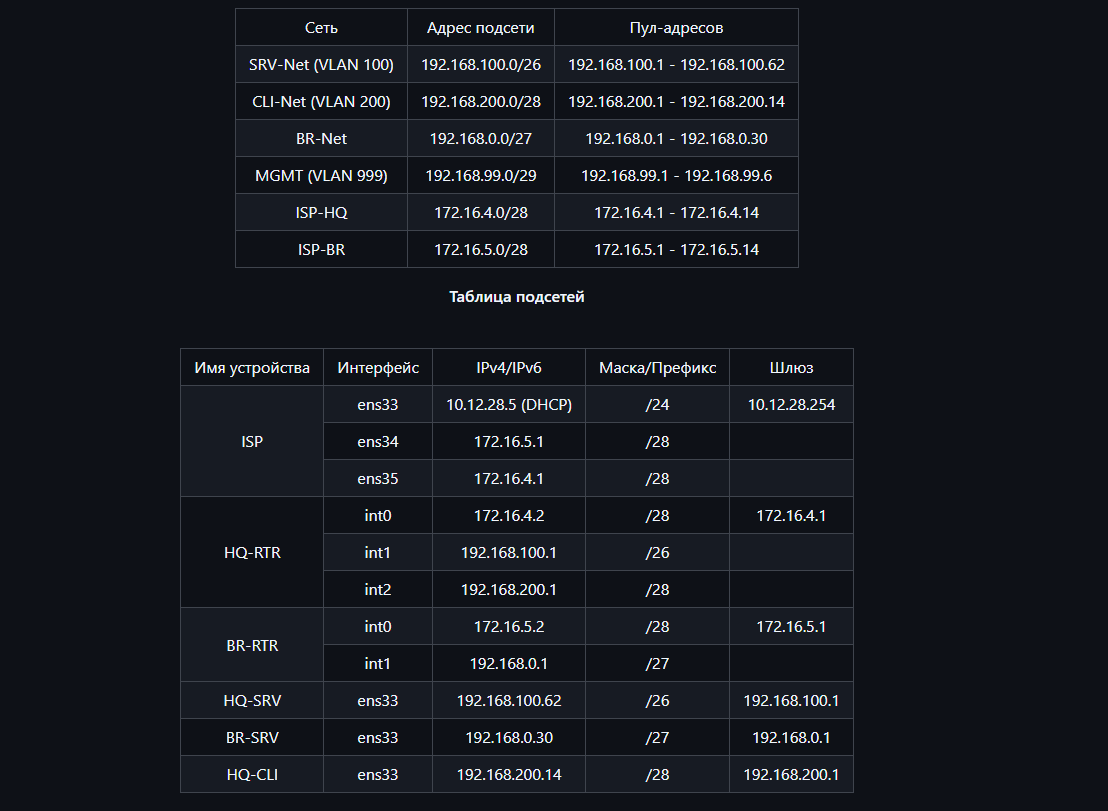 Сеть Адрес подсети Пул-адресов
SRV-Net (VLAN 100) 192.168.100.0/26 192.168.100.1 - 192.168.100.62
CLI-Net (VLAN 200) 192.168.200.0/28 192.168.200.1 - 192.168.200.14
BR-Net 192.168.0.0/27 192.168.0.1 - 192.168.0.30
MGMT (VLAN 999) 192.168.99.0/29 192.168.99.1 - 192.168.99.6
ISP-HQ 172.16.4.0/28 172.16.4.1 - 172.16.4.14
ISP-BR 172.16.5.0/28 172.16.5.1 - 172.16.5.14
Таблица подсетей
Имя устройства Интерфейс IPv4/IPv6 Маска/Префикс Шлюз
ens33 10.12.28.5 (DHCP) /24 10.12.28.254
ISP ens34 172.16.5.1 /28
ens35 172.16.4.1 /28
int0 172.16.4.2 /28 172.16.4.1
HQ-RTR int1 192.168.100.1 /26
int2 192.168.200.1 /28
BR-RTR int0 172.16.5.2 /28 172.16.5.1
int1 192.168.0.1 /27
HQ-SRV ens33 192.168.100.62 /26 192.168.100.1
BR-SRV ens33 192.168.0.30 /27 192.168.0.1
HQ-CLI ens33 192.168.200.14 /28 192.168.200.1